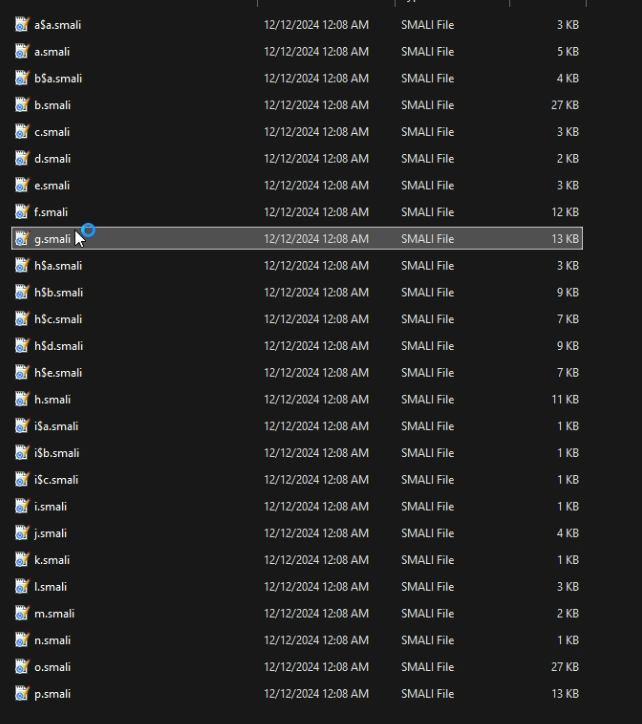 a$a.smali 12/12/2024 12:08 AM SMALI File 3 KB
a.smali 12/12/2024 12:08 AM SMALI File 5 KB
b$a.smali 12/12/2024 12:08 AM SMALI File 4 KB
b.smali 12/12/2024 12:08 AM SMALI File 27 KB
c.smali 12/12/2024 12:08 AM SMALI File 3 KB
d.smali 12/12/2024 12:08 AM SMALI File 2 KB
e.smali 12/12/2024 12:08 AM SMALI File 3 KB
f.smali 12/12/2024 12:08 AM SMALI File 12 KB
g.smali 12/12/2024 12:08 AM SMALI File 13 KB
h$a.smali 12/12/2024 12:08 AM SMALI File 3 KB
h$b.smali 12/12/2024 12:08 AM SMALI File 9 KB
h$c.smali 12/12/2024 12:08 AM SMALI File 7 KB
h$d.smali 12/12/2024 12:08 AM SMALI File 9 KB
h$e.smali 12/12/2024 12:08 AM SMALI File 7 KB
h.smali 12/12/2024 12:08 AM SMALI File 11 KB
i$a.smali 12/12/2024 12:08 AM SMALI File 1 KB
i$b.smali 12/12/2024 12:08 AM SMALI File 1 KB
i$c.smali 12/12/2024 12:08 AM SMALI File 1 KB
i.smali 12/12/2024 12:08 AM SMALI File 1 KB
j.smali 12/12/2024 12:08 AM SMALI File 4 KB
k.smali 12/12/2024 12:08 AM SMALI File 1 KB
l.smali 12/12/2024 12:08 AM SMALI File 3 KB
m.smali 12/12/2024 12:08 AM SMALI File 2 KB
n.smali 12/12/2024 12:08 AM SMALI File 1 KB
o.smali 12/12/2024 12:08 AM SMALI File 27 KB
p.smali 12/12/2024 12:08 AM SMALI File 13 KB